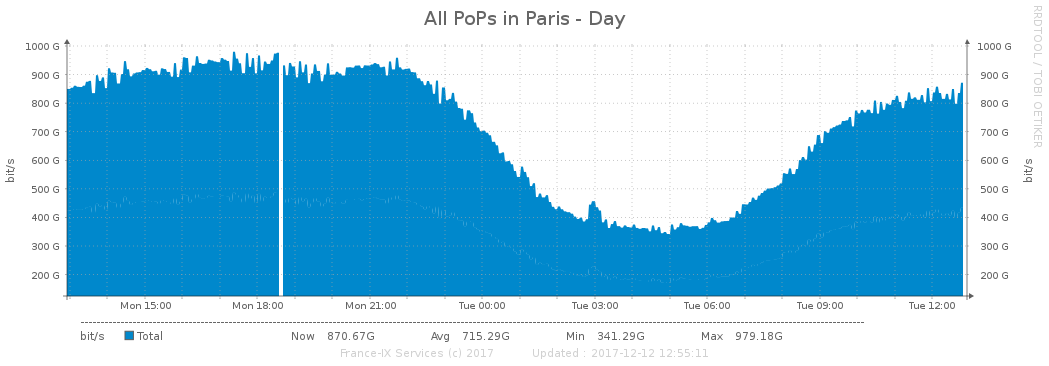 All PoPs in Paris - Day
RRDTOOL / TOBI OETIKER
bit/s
1000 G
900 G
800 G
700 G
600 G
500 G
400 G
300 G
200 G
1000 G
900 G
800 G
700 G
600 G
500 G
400 G
300 G
200 G
bit/s
Mon 15:00 Mon 18:00 Mon 21:00 Tue 00:00 Tue 03:00 Tue 06:00 Tue 09:00 Tue 12:00
bit/s Total Now 870.67G Avg 715.29G Min 341.29G Max 979.18G
France-IX Services (c) 2017 Updated : 2017-12-12 12:55:11